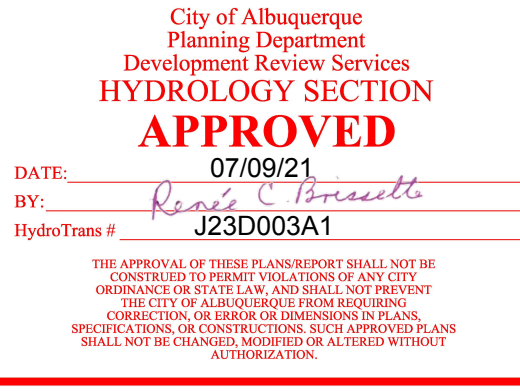 City of Albuquerque
Planning Department
Development Review Services
HYDROLOGY SECTION
APPROVED
DATE: 07/09/21
BY: Renée C. Brissette
HydroTrans # J23D003A1
THE APPROVAL OF THESE PLANS/REPORT SHALL NOT BE
CONSTRUED TO PERMIT VIOLATIONS OF ANY CITY
ORDINANCE OR STATE LAW, AND SHALL NOT PREVENT
THE CITY OF ALBUQUERQUE FROM REQUIRING
CORRECTION, OR ERROR OR DIMENSIONS IN PLANS,
SPECIFICATIONS, OR CONSTRUCTIONS. SUCH APPROVED PLANS
SHALL NOT BE CHANGED, MODIFIED OR ALTERED WITHOUT
AUTHORIZATION.